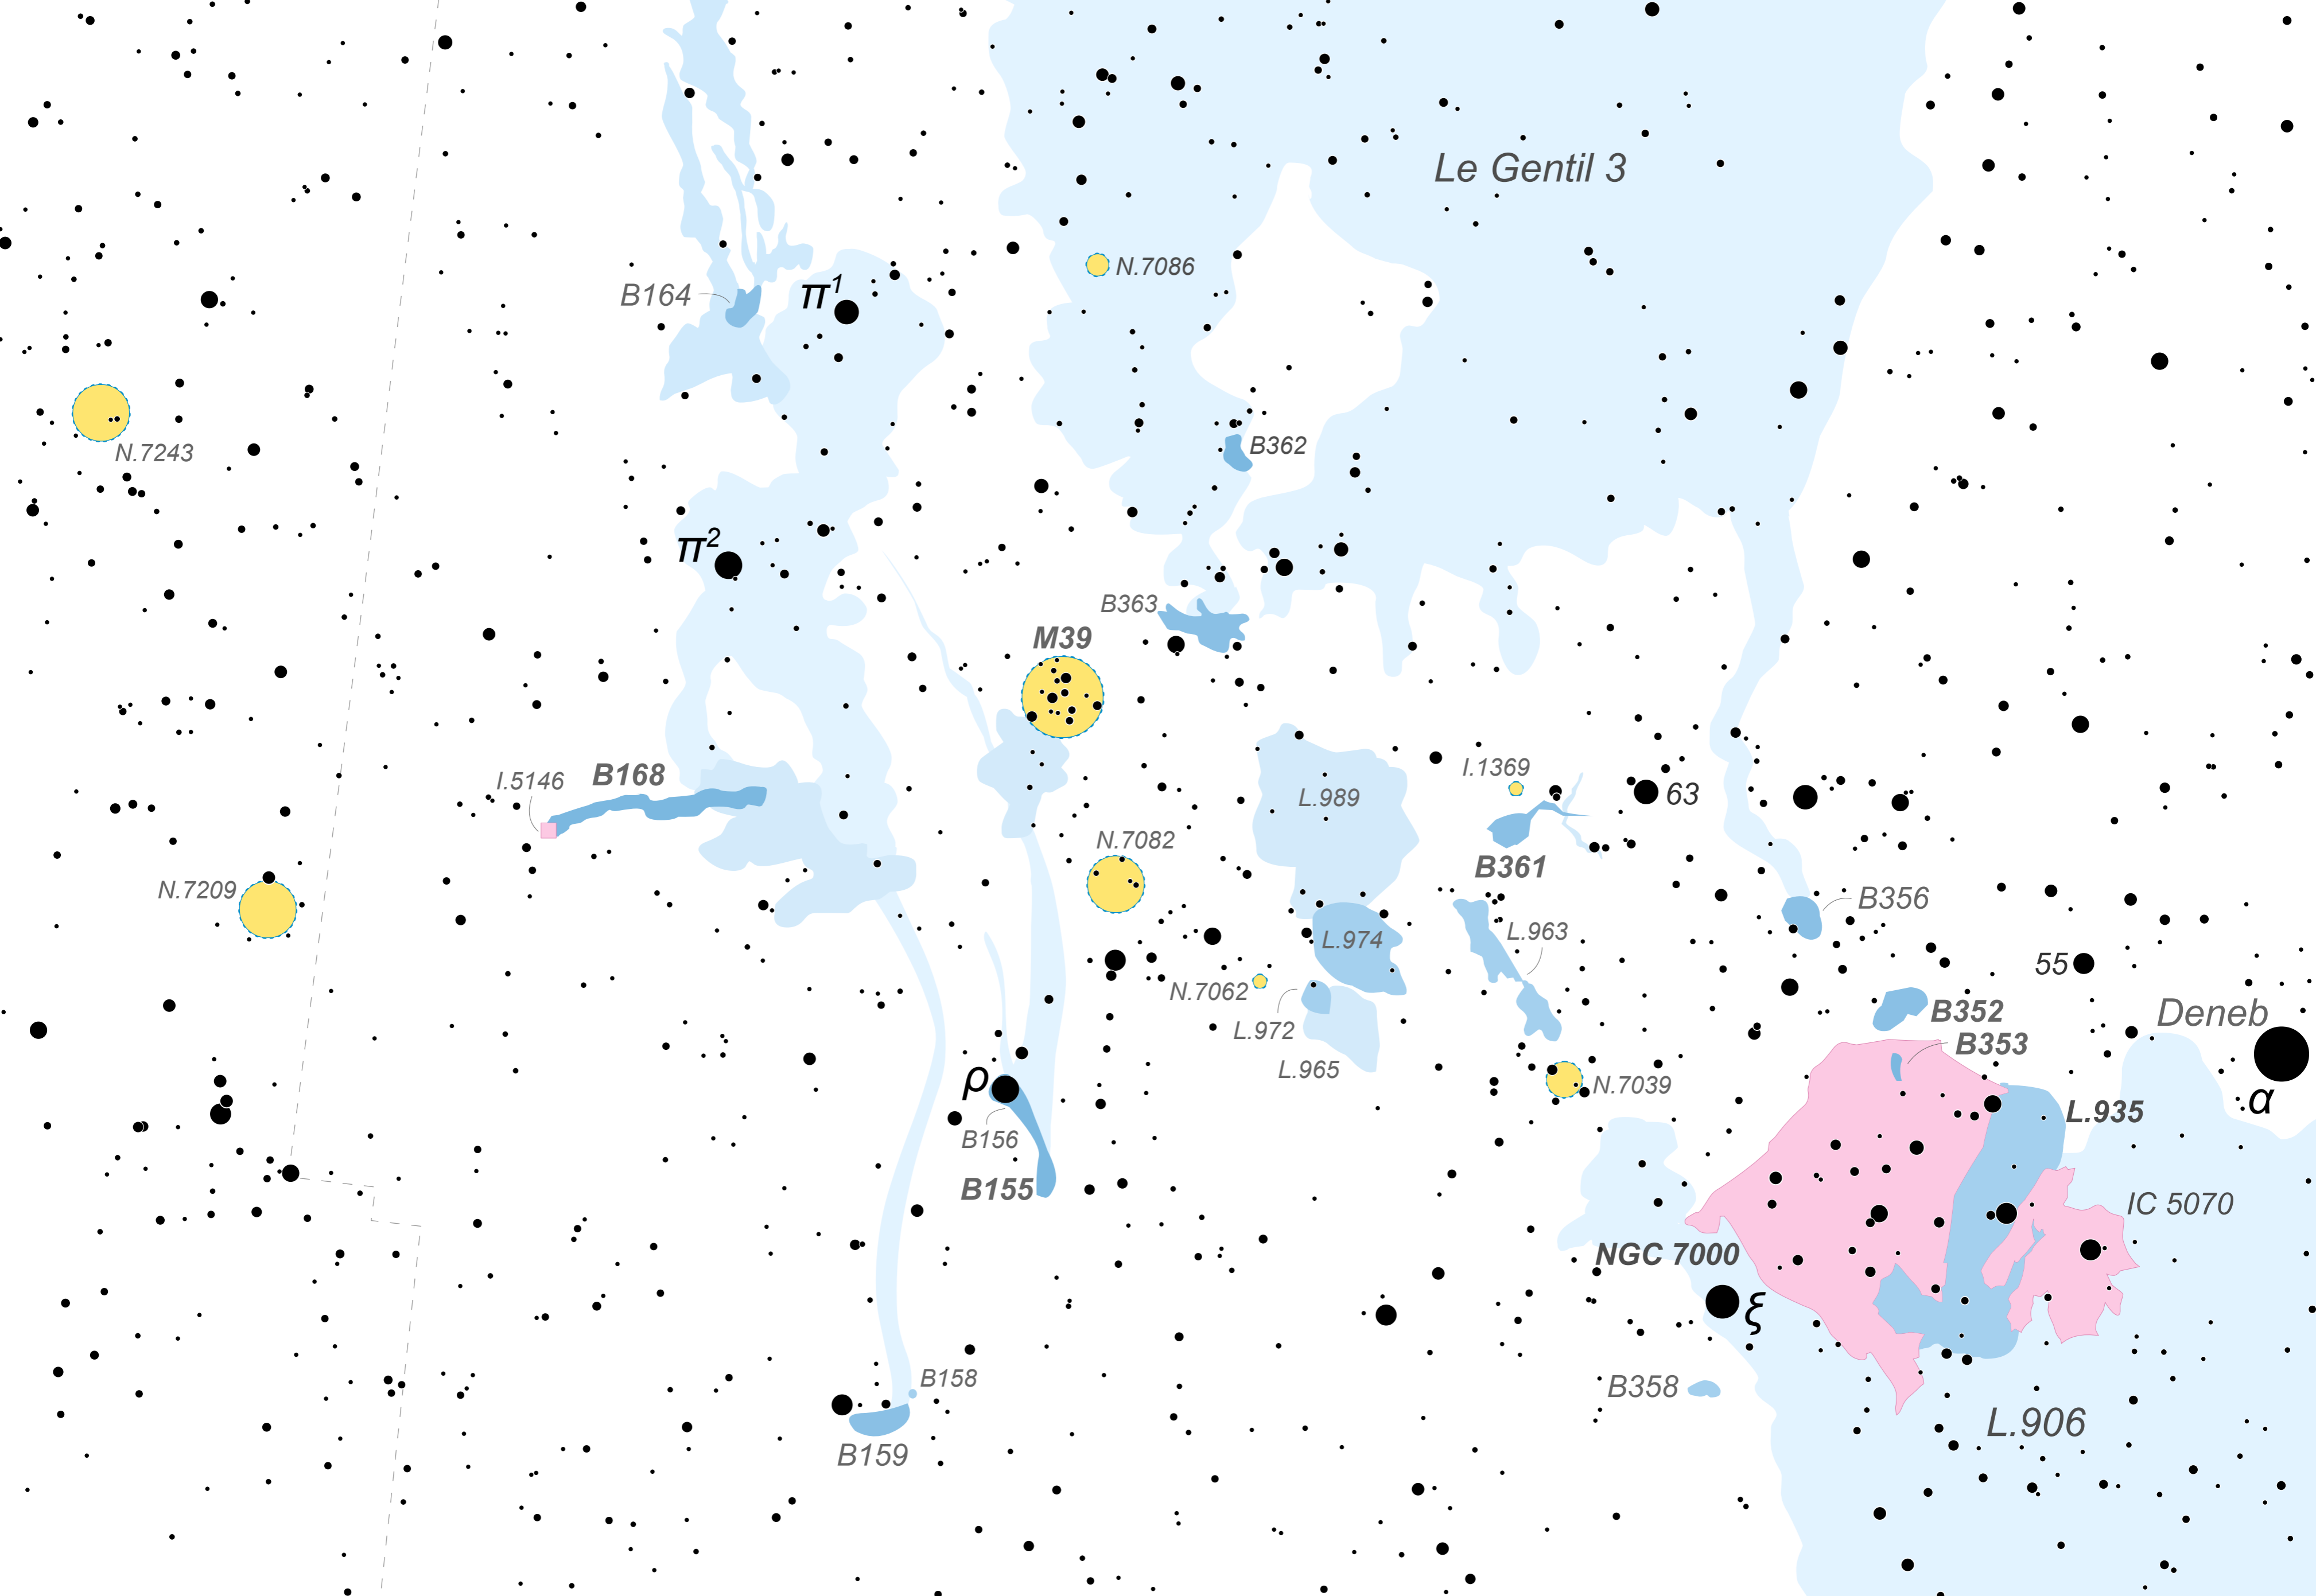 Le Gentil 3
N.7086
B164
π1
N.7243
B362
π2
B363
M39
I.5146
B168
I.1369
L.989
63
N.7082
B361
N.7209
B356
L.963
L.974
55
N.7062
L.972
B352
Deneb
B353
L.965
ρ
N.7039
α
L.935
B156
B155
IC 5070
NGC 7000
ξ
B158
B358
L.906
B159